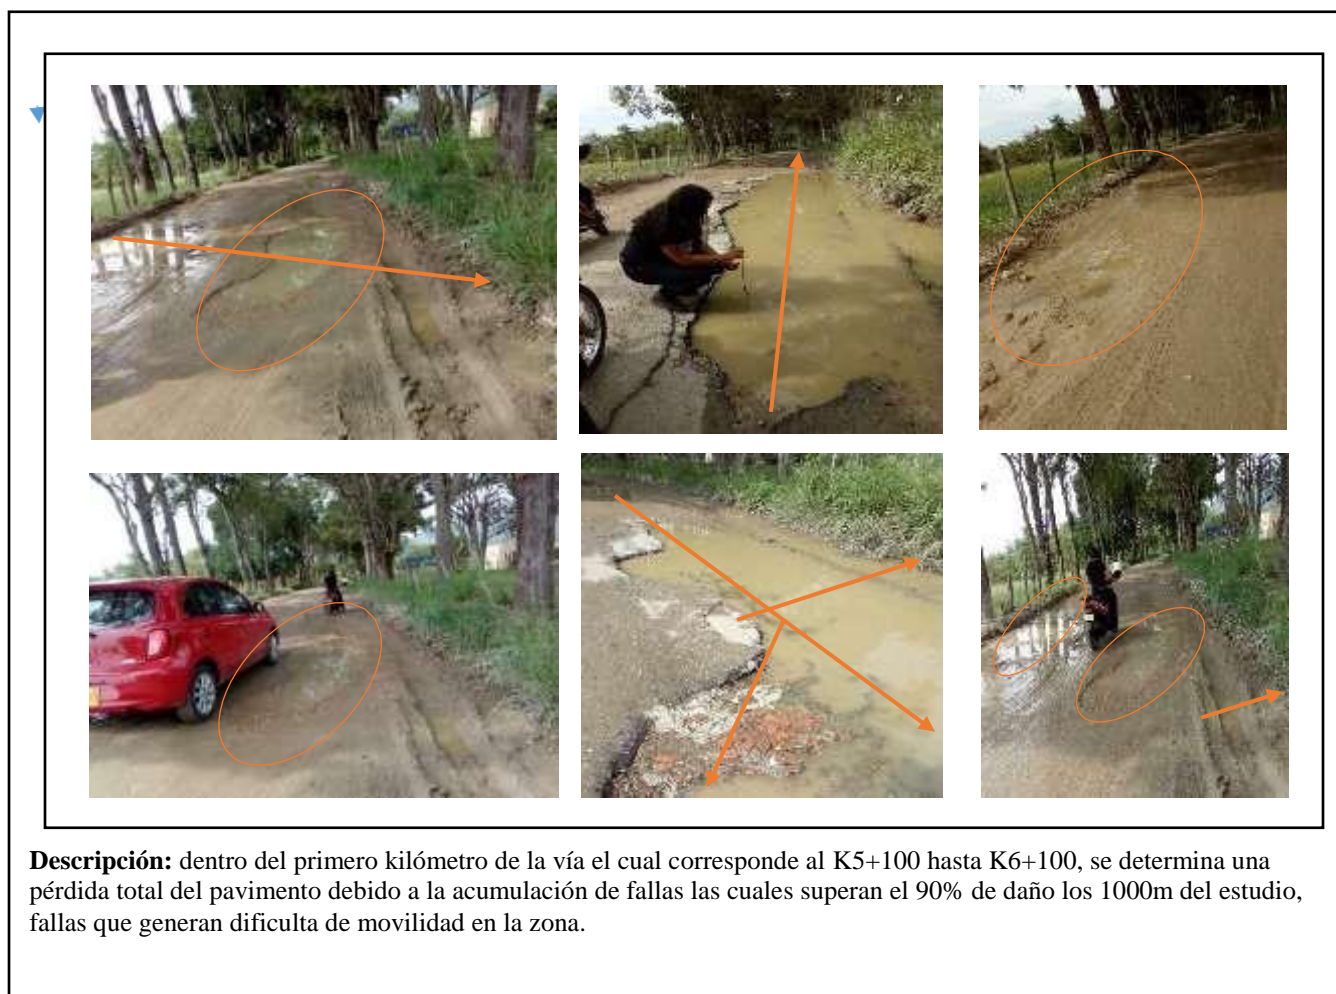 Descripción: dentro del primero kilómetro de la vía el cual corresponde al K5+100 hasta K6+100, se determina una
pérdida total del pavimento debido a la acumulación de fallas las cuales superan el 90% de daño los 1000m del estudio,
fallas que generan dificulta de movilidad en la zona.